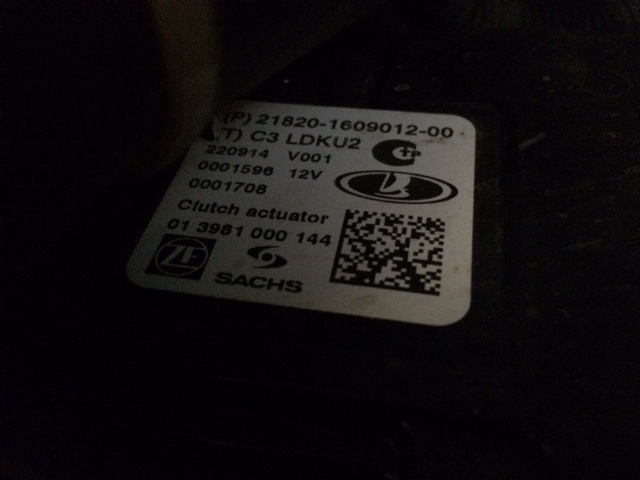 (P) 21820-1609012-00
(T) C3 LDKU2
220914 V001
0001596 12V
0001708
Clutch actuator
01 3981 000 144
ZF
SACHS